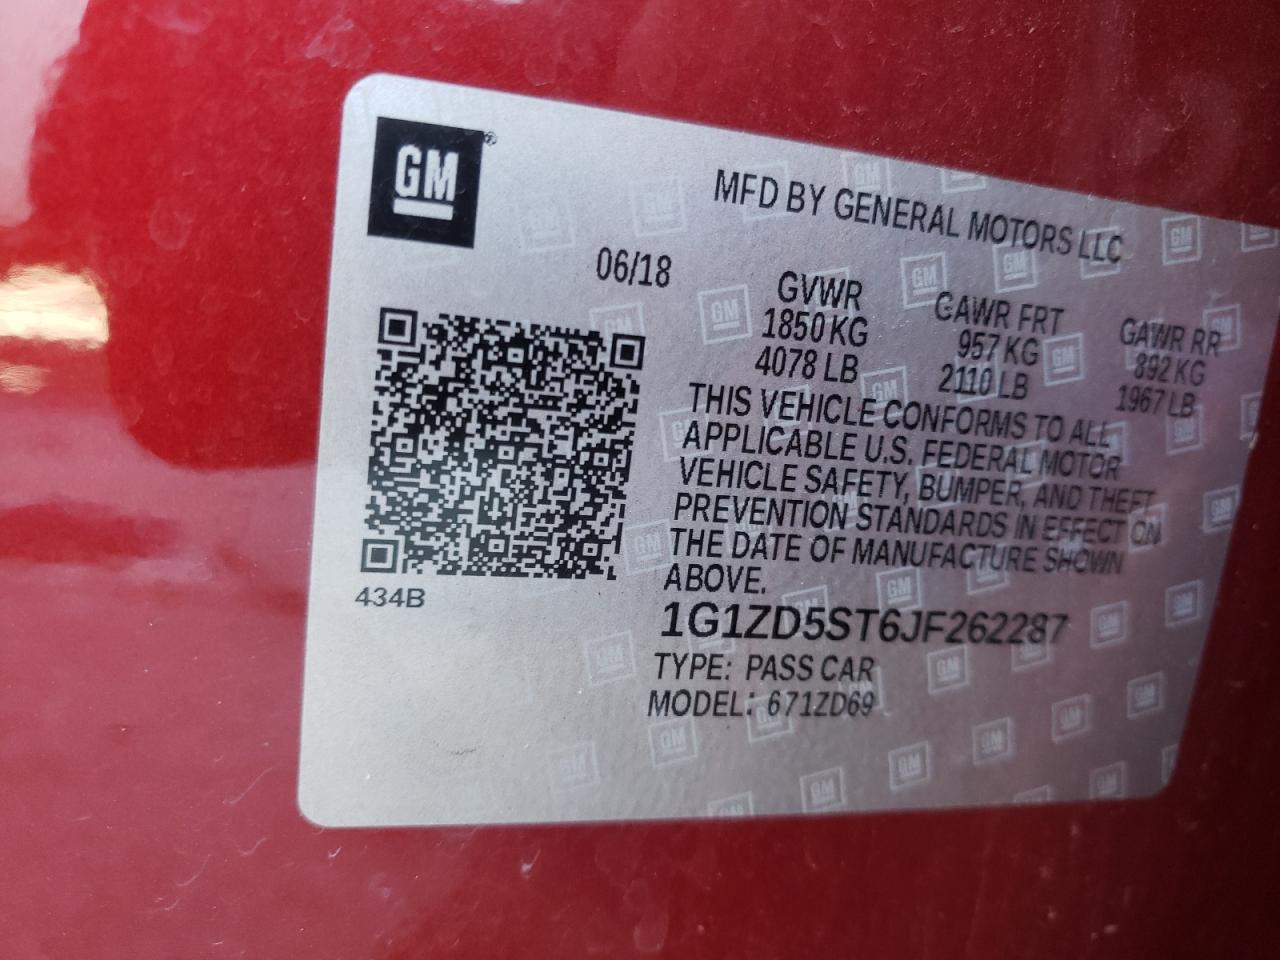 GM
MFD BY GENERAL MOTORS LLC
06/18
GVWR GAWR FRT GAWR RR
1850 KG 957 KG 892 KG
4078 LB 2110 LB 1967 LB
THIS VEHICLE CONFORMS TO ALL
APPLICABLE U.S. FEDERAL MOTOR
VEHICLE SAFETY, BUMPER, AND THEFT
PREVENTION STANDARDS IN EFFECT ON
THE DATE OF MANUFACTURE SHOWN
ABOVE.
434B
1G1ZD5ST6JF262287
TYPE: PASS CAR
MODEL: 671ZD69